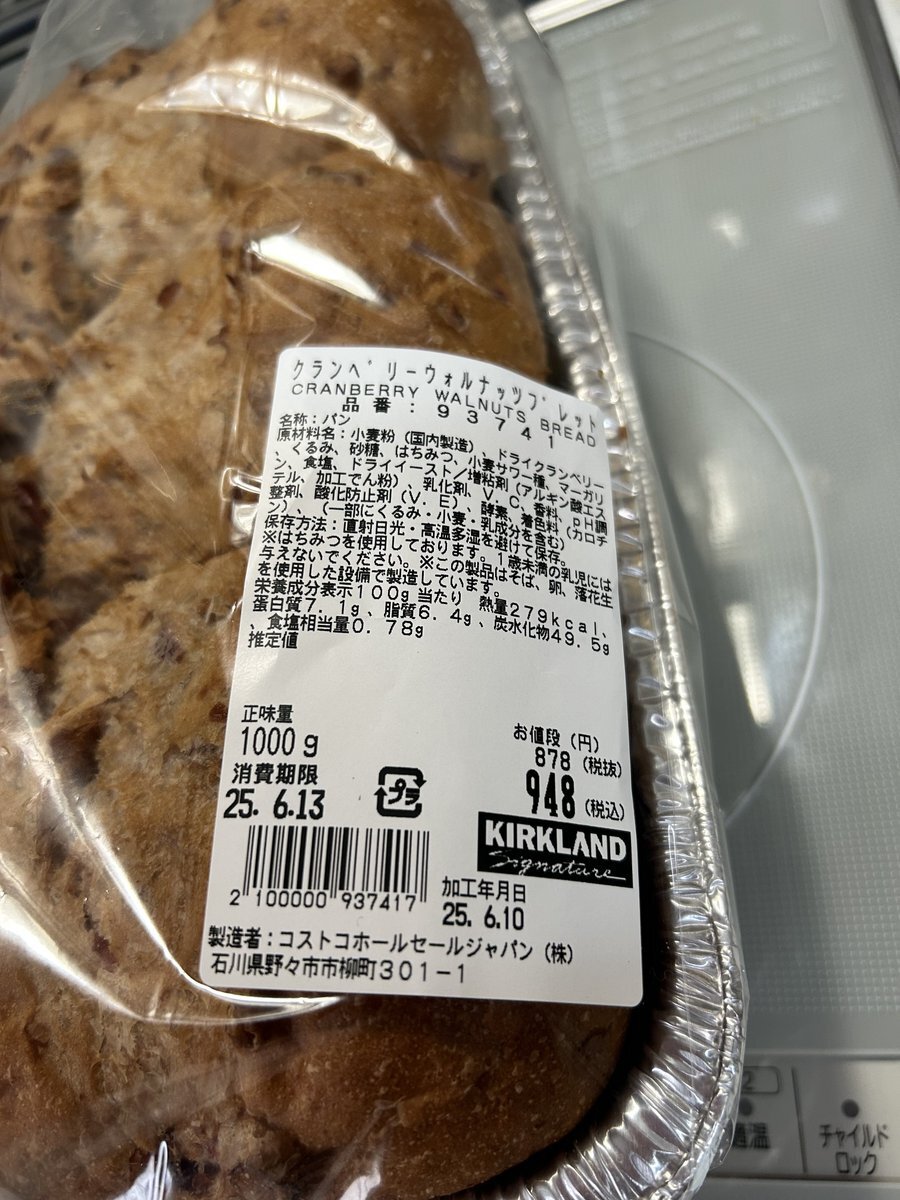 クランベリーウォルナッツブレット
CRANBERRY WALNUTS BREAD
品番：93741
名称：パン
原材料名：小麦粉（国内製造）、ドライクランベリー
、くるみ、砂糖、はちみつ、小麦サワー種、マーガリ
ン、食塩、ドライイースト／増粘剤（アルギン酸エス
テル、加工でん粉）、乳化剤、V．C、香料、pH調
整剤、酸化防止剤（V．E）、酵素、着色料（カロチ
ン）、（一部にくるみ・小麦・乳成分を含む）
保存方法：直射日光・高温多湿を避けて保存。
※はちみつを使用しております。1歳未満の乳児には
与えないでください。※この製品はそば、卵、落花生
を使用した設備で製造しています。
栄養成分表示100g当たり 熱量279kcal、
蛋白質7．1g、脂質6．4g、炭水化物49．5g
、食塩相当量0．78g
推定値
正味量
1000g
お値段（円）
878（税抜）
948（税込）
消費期限
25. 6.13
プラ
KIRKLAND
Signature
2 100000 937417
加工年月日
25. 6.10
製造者：コストコホールセールジャパン（株）
石川県野々市市柳町301－1
2
適温
チャイルド
ロック